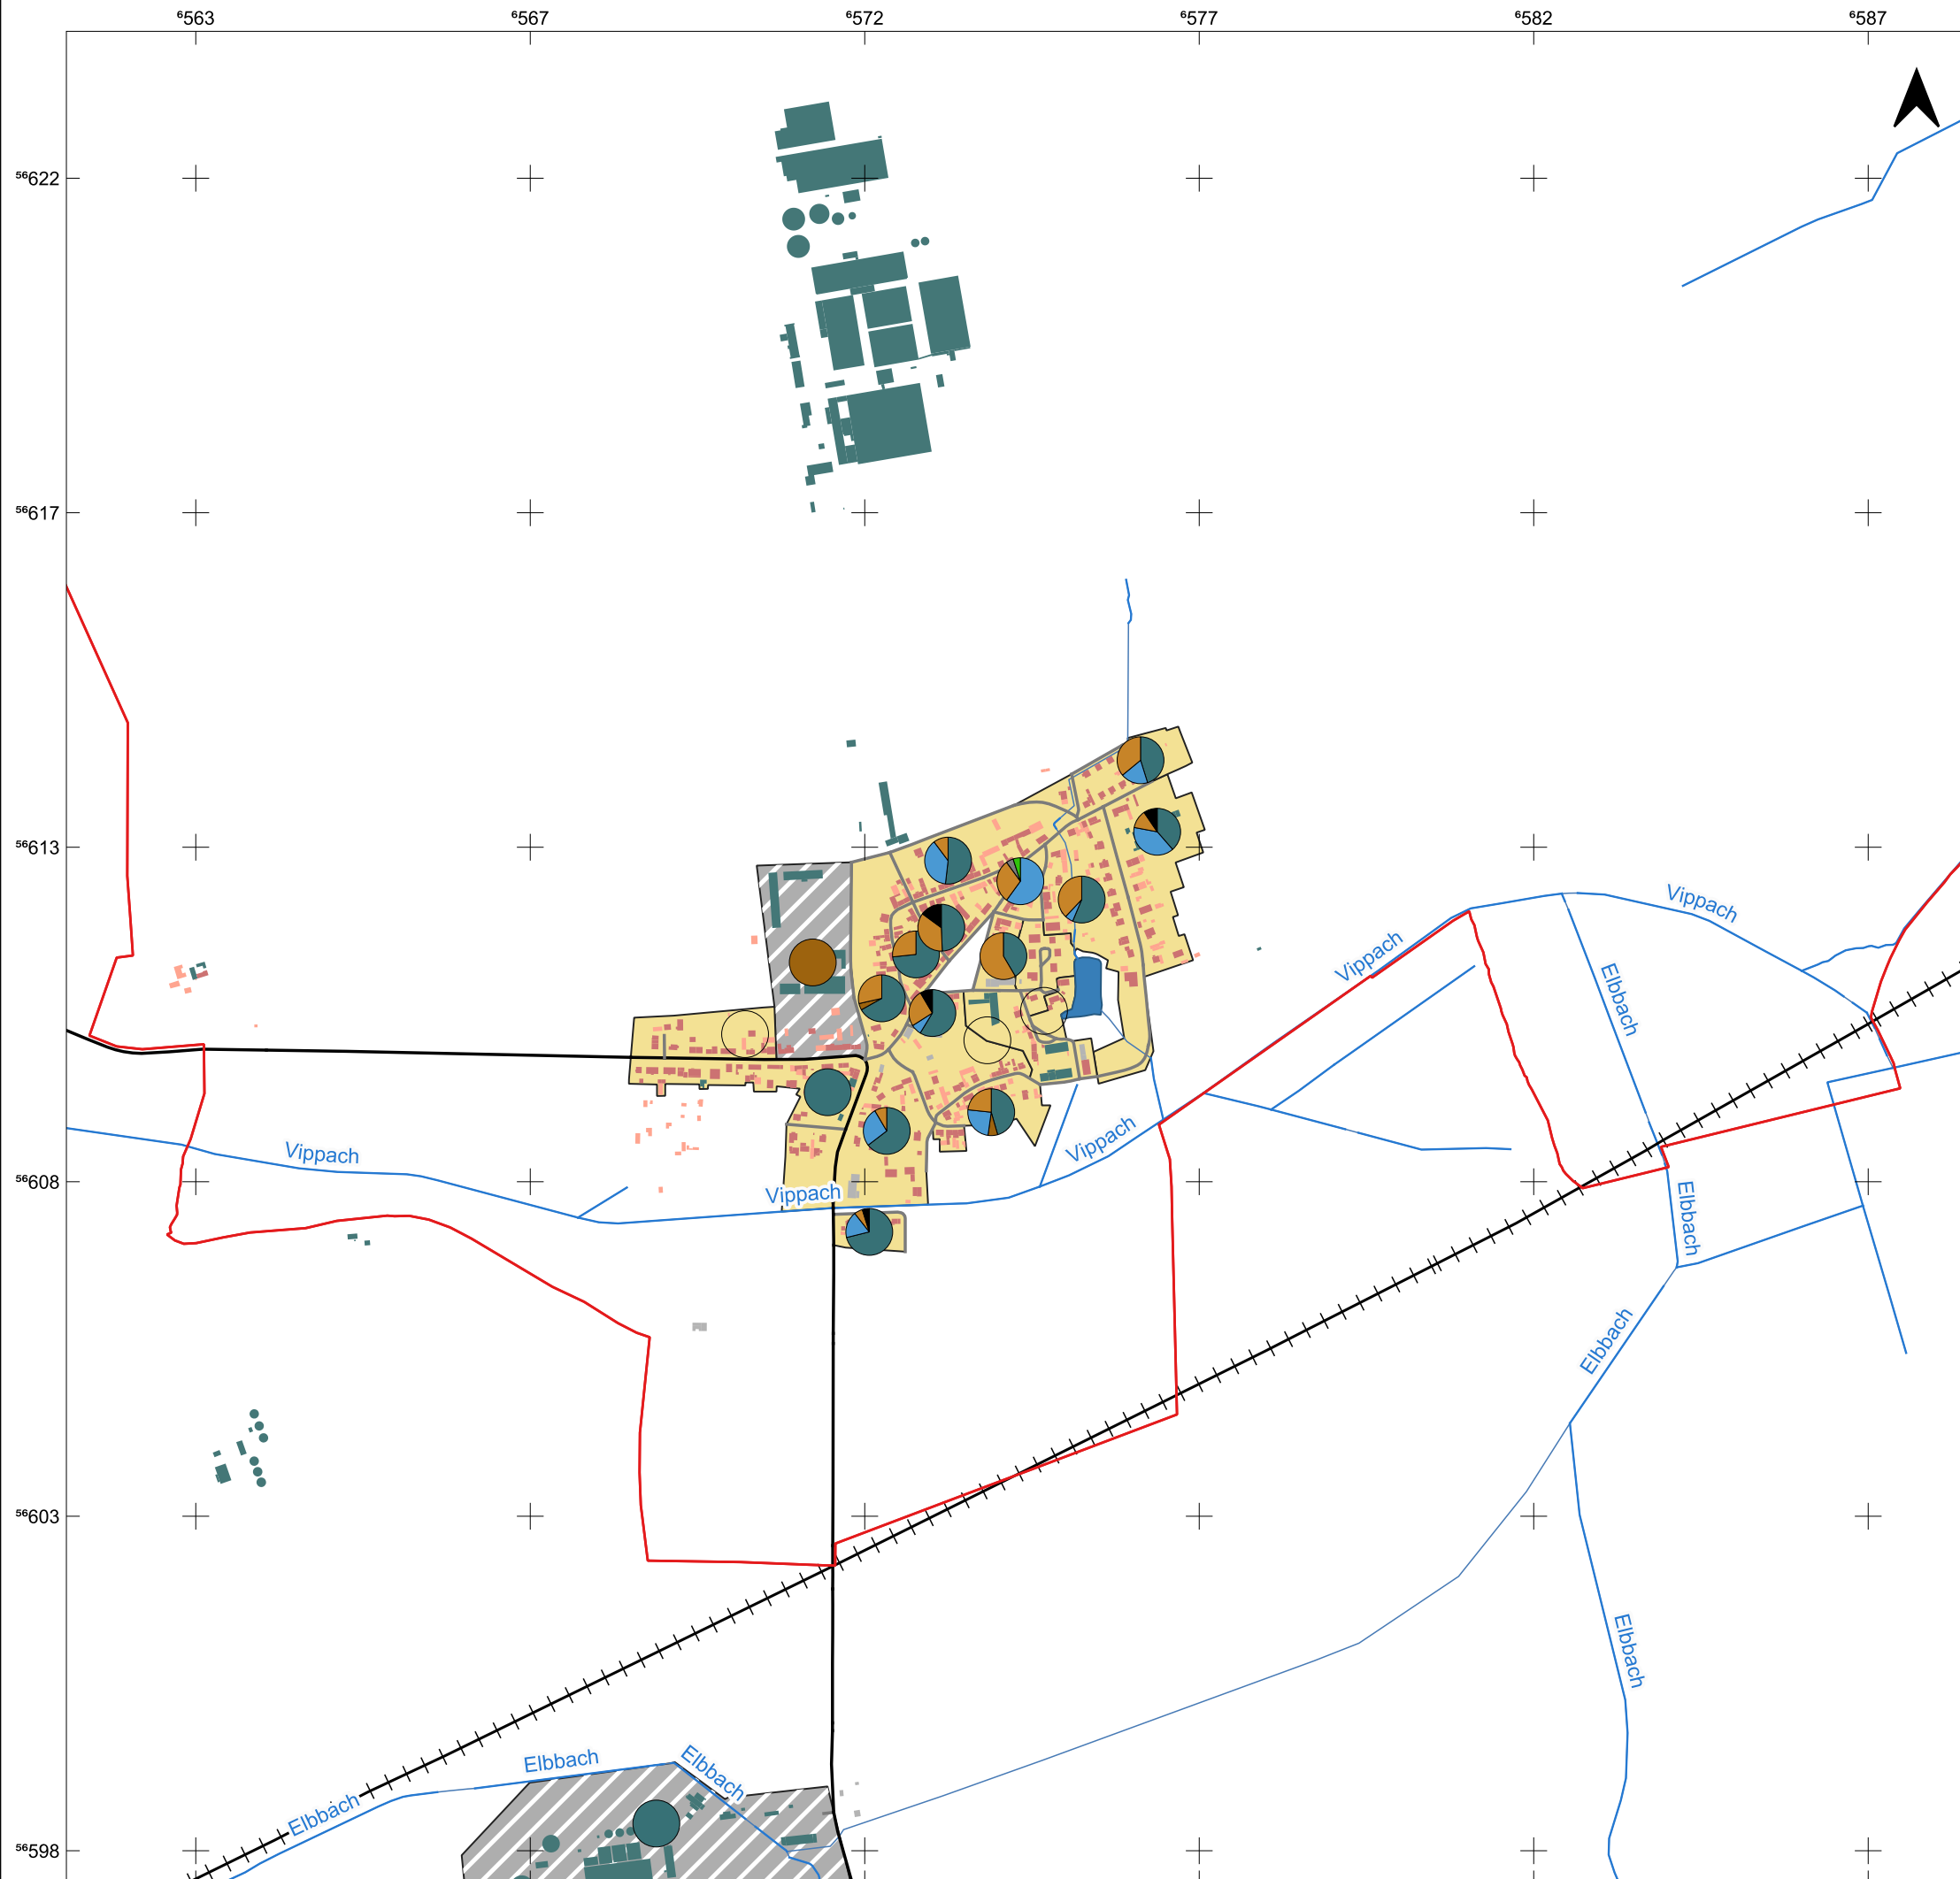 ⁶563
⁶567
⁶572
⁶577
⁶582
⁶587
⁵⁶622
⁵⁶617
⁵⁶613
Vippach
Vippach
Elbbach
Vippach
Vippach
⁵⁶608
Vippach
Elbbach
Elbbach
⁵⁶603
Elbbach
Elbbach
Elbbach
Elbbach
⁵⁶598